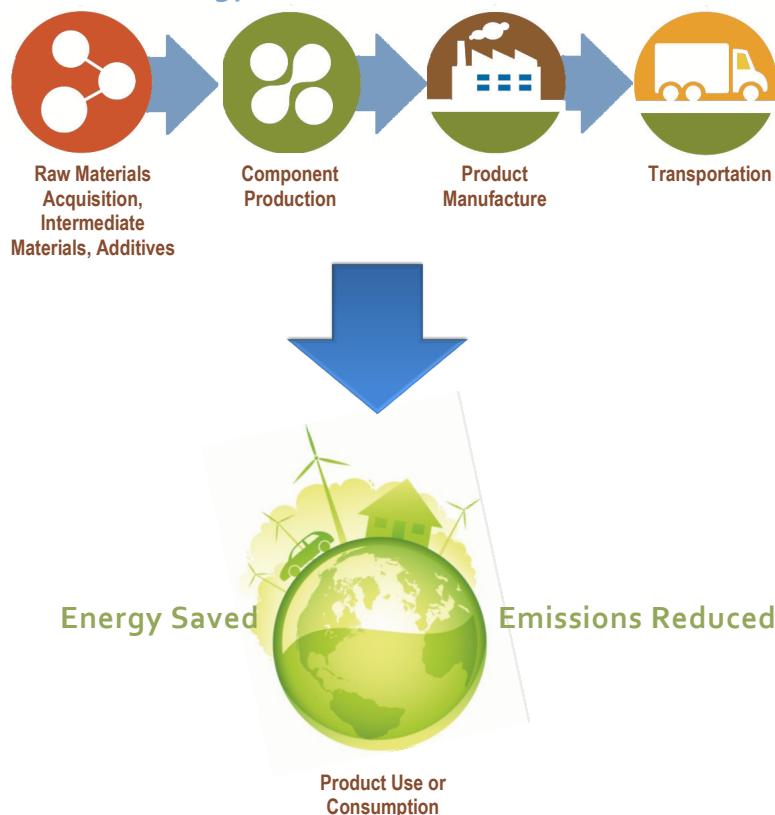 Raw Materials
Acquisition,
Intermediate
Materials, Additives
Component
Production
Product
Manufacture
Transportation
Energy Saved
Emissions Reduced
Product Use or
Consumption